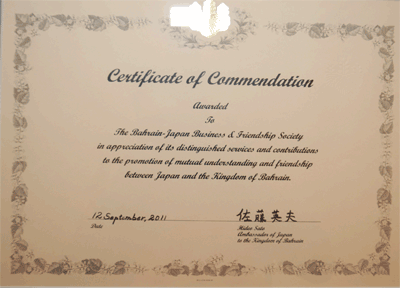 Certificate of Commendation
Awarded
To
The Bahrain-Japan Business & Friendship Society
in appreciation of its distinguished services and contributions
to the promotion of mutual understanding and friendship
between Japan and the Kingdom of Bahrain.
12 September, 2011
Date
佐藤英夫
Hideo Sato
Ambassador of Japan
to the Kingdom of Bahrain